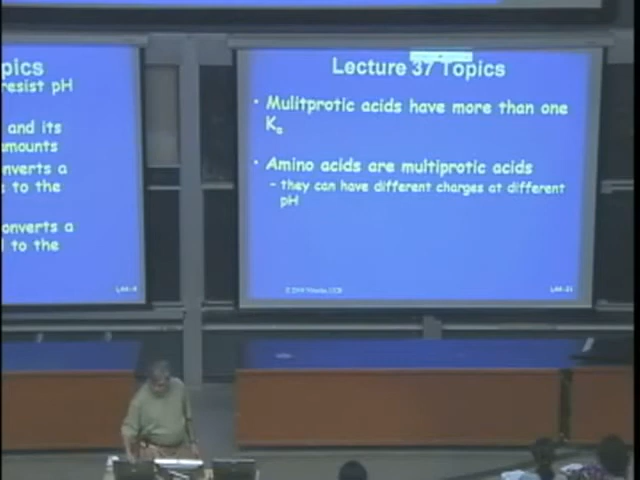 pics
resist pH
and its
amounts
nverts a
e to the
onverts a
l to the
Lecture 37 Topics
• Mulitprotic acids have more than one
Ka
• Amino acids are multiprotic acids
– they can have different charges at different
pH